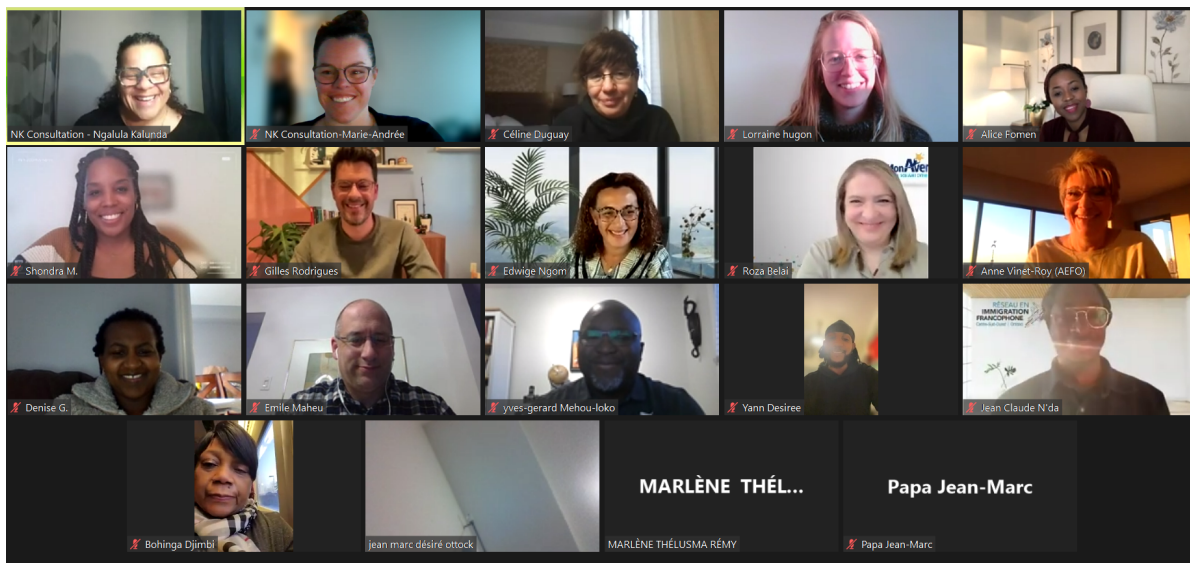 NK Consultation - Ngalula Kalunda
NK Consultation-Marie-Andrée
Céline Duguay
Lorraine hugon
Alice Fomen
Shondra M.
Gilles Rodrigues
Edwige Ngom
Roza Belai
Anne Vinet-Roy (AEFO)
Denise G.
Emile Maheu
yves-gerard Mehou-loko
Yann Desiree
RÉSEAU EN
IMMIGRATION
FRANCOPHONE
Jean Claude N'da
Bohinga Djimbi
jean marc désiré ottock
MARLÈNE THÉL...
MARLÈNE THÉLUSMA RÉMY
Papa Jean-Marc
Papa Jean-Marc